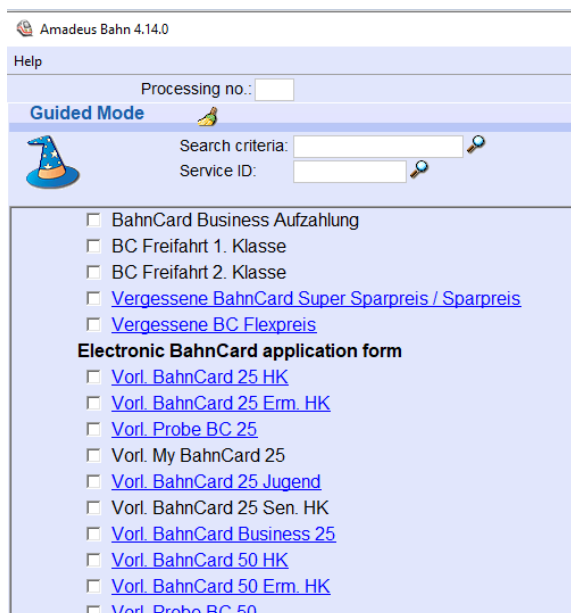 Amadeus Bahn 4.14.0
Help
Processing no.:
Guided Mode
Search criteria:
Service ID:
BahnCard Business Aufzahlung
BC Freifahrt 1. Klasse
BC Freifahrt 2. Klasse
Vergessene BahnCard Super Sparpreis / Sparpreis
Vergessene BC Flexpreis
Electronic BahnCard application form
Vorl. BahnCard 25 HK
Vorl. BahnCard 25 Erm. HK
Vorl. Probe BC 25
Vorl. My BahnCard 25
Vorl. BahnCard 25 Jugend
Vorl. BahnCard 25 Sen. HK
Vorl. BahnCard Business 25
Vorl. BahnCard 50 HK
Vorl. BahnCard 50 Erm. HK
Vorl. Probe BC 50